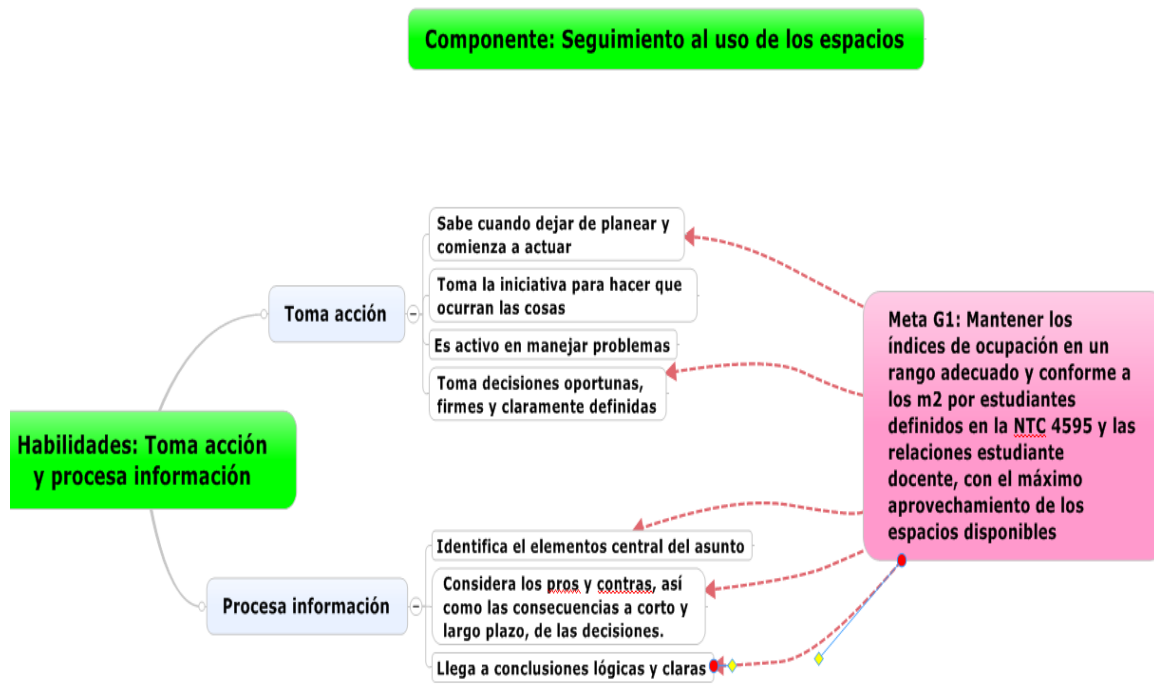 Componente: Seguimiento al uso de los espacios
Sabe cuando dejar de planear y
comienza a actuar
Toma la iniciativa para hacer que
ocurran las cosas
Toma acción
Es activo en manejar problemas
Toma decisiones oportunas,
firmes y claramente definidas
Meta G1: Mantener los
índices de ocupación en un
rango adecuado y conforme a
los m2 por estudiantes
definidos en la NTC 4595 y las
relaciones estudiante
docente, con el máximo
aprovechamiento de los
espacios disponibles
Habilidades: Toma acción
y procesa información
Identifica el elementos central del asunto
Procesa información
Considera los pros y contras, así
como las consecuencias a corto y
largo plazo, de las decisiones.
Llega a conclusiones lógicas y claras